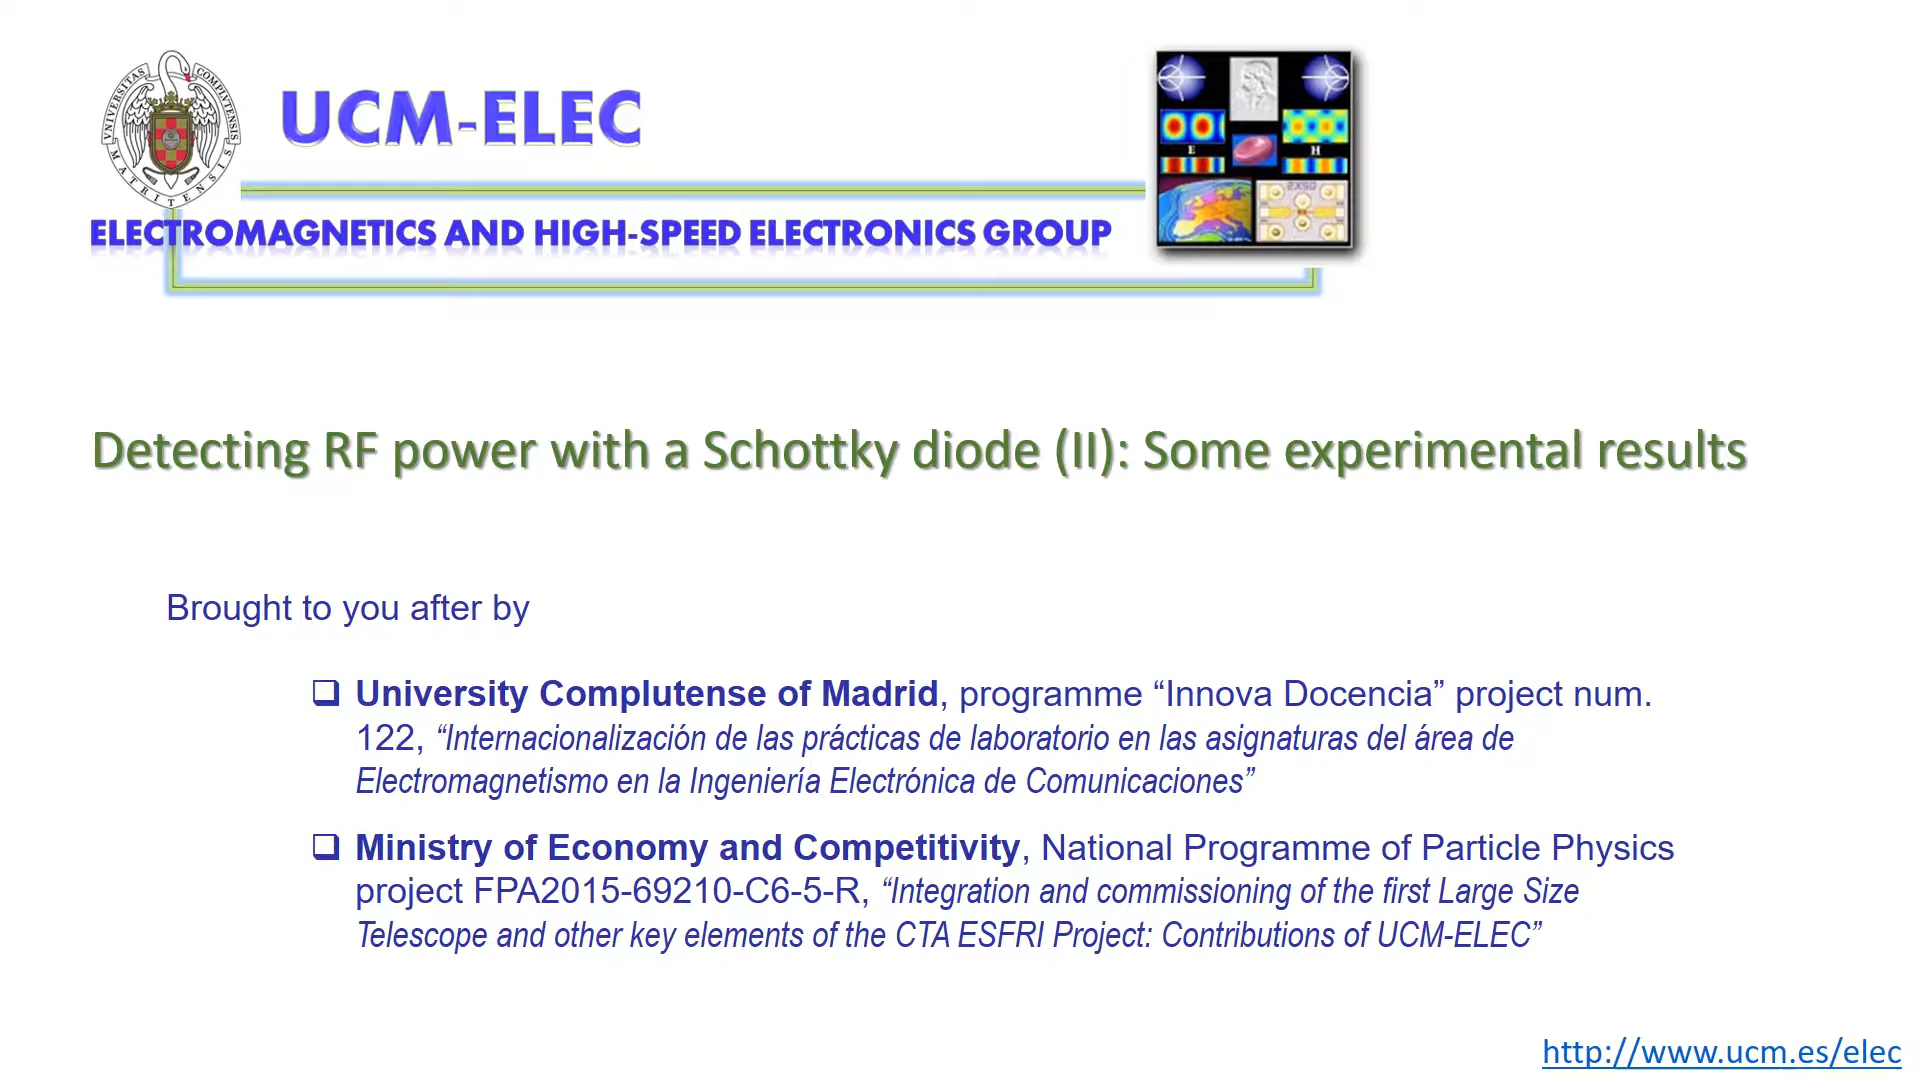 VNIVERSITAS COMPLVTENSIS MATRITENSIS
UCM-ELEC
ELECTROMAGNETICS AND HIGH-SPEED ELECTRONICS GROUP
E
H
2X50
Detecting RF power with a Schottky diode (II): Some experimental results
Brought to you after by
University Complutense of Madrid, programme “Innova Docencia” project num.
122, “Internacionalización de las prácticas de laboratorio en las asignaturas del área de
Electromagnetismo en la Ingeniería Electrónica de Comunicaciones”
Ministry of Economy and Competitivity, National Programme of Particle Physics
project FPA2015-69210-C6-5-R, “Integration and commissioning of the first Large Size
Telescope and other key elements of the CTA ESFRI Project: Contributions of UCM-ELEC”
http://www.ucm.es/elec